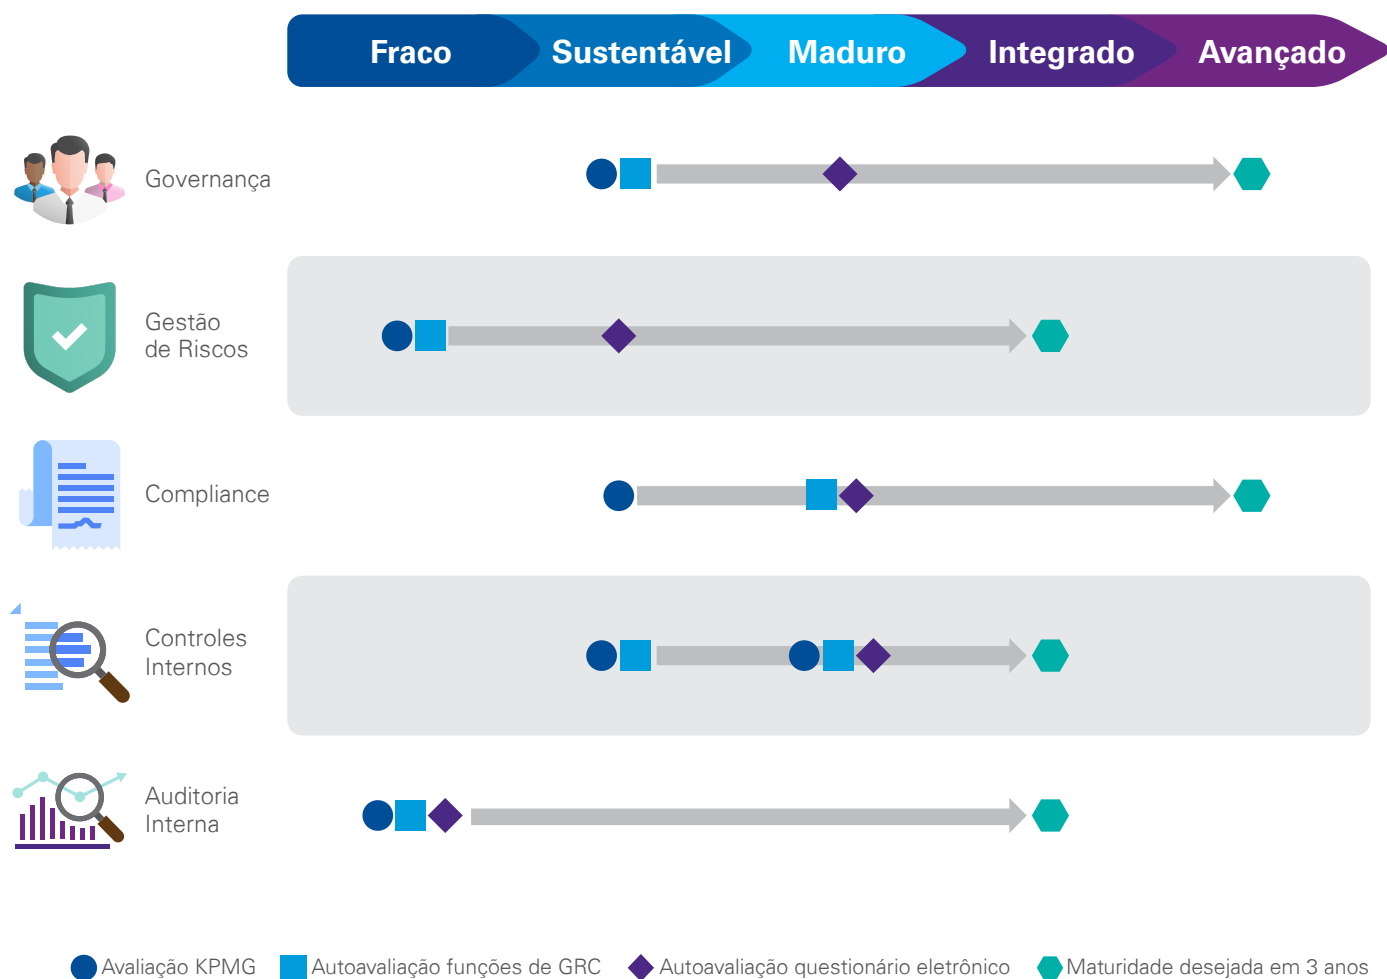 Fraco Sustentável Maduro Integrado Avançado
Governança
Gestão
de Riscos
Compliance
Controles
Internos
Auditoria
Interna
Avaliação KPMG Autoavaliação funções de GRC Autoavaliação questionário eletrônico Maturidade desejada em 3 anos